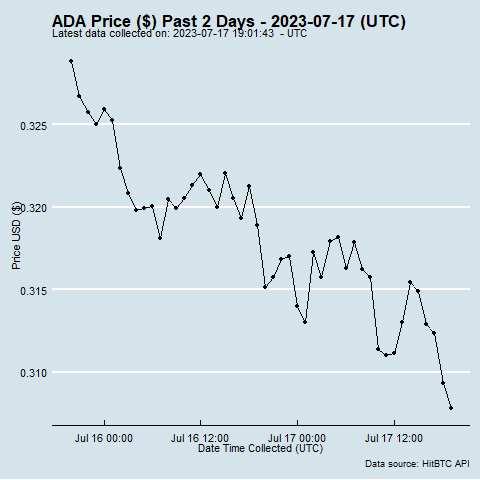 ADA Price ($) Past 2 Days - 2023-07-17 (UTC)
Latest data collected on: 2023-07-17 19:01:43  - UTC
0.325
0.320
0.315
0.310
Price USD ($)
Jul 16 00:00
Jul 16 12:00
Jul 17 00:00
Jul 17 12:00
Date Time Collected (UTC)
Data source: HitBTC API